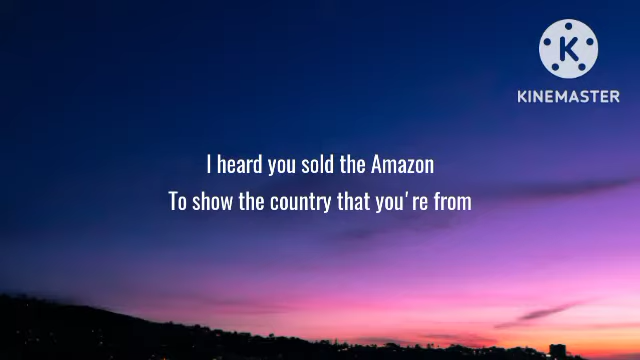 KINEMASTER
I heard you sold the Amazon
To show the country that you're from